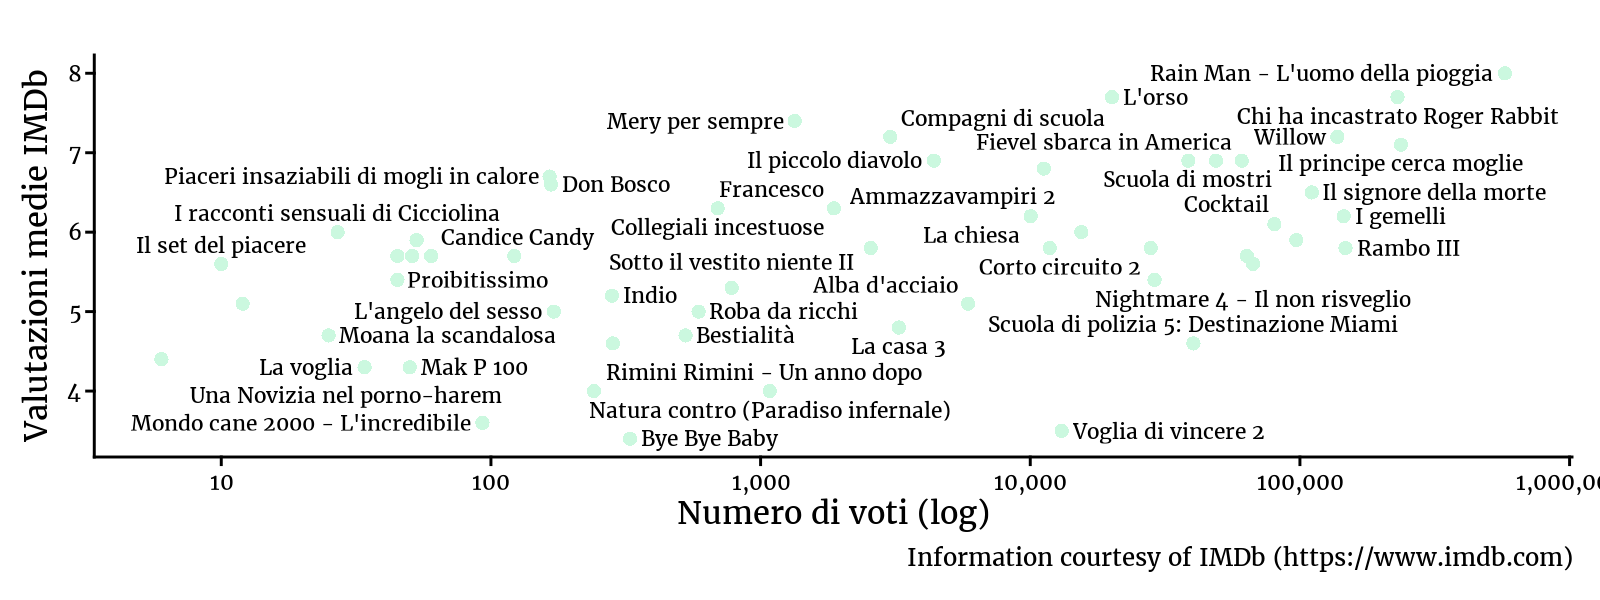 Rain Man - L'uomo della pioggia
L'orso
Chi ha incastrato Roger Rabbit
Compagni di scuola
Mery per sempre
Fievel sbarca in America
Willow
Il piccolo diavolo
Il principe cerca moglie
Piaceri insaziabili di mogli in calore
Don Bosco
Francesco
Ammazzavampiri 2
Scuola di mostri
Il signore della morte
Cocktail
I gemelli
I racconti sensuali di Cicciolina
Il set del piacere
Candice Candy
Collegiali incestuose
La chiesa
Rambo III
Sotto il vestito niente II
Corto circuito 2
Proibitissimo
Alba d'acciaio
Indio
Nightmare 4 - Il non risveglio
L'angelo del sesso
Roba da ricchi
Scuola di polizia 5: Destinazione Miami
Moana la scandalosa
Bestialità
La casa 3
La voglia
Mak P 100
Rimini Rimini - Un anno dopo
Una Novizia nel porno-harem
Natura contro (Paradiso infernale)
Mondo cane 2000 - L'incredibile
Bye Bye Baby
Voglia di vincere 2
Valutazioni medie IMDb
8
7
6
5
4
10
100
1,000
10,000
100,000
Numero di voti (log)
Information courtesy of IMDb (https://www.imdb.com)